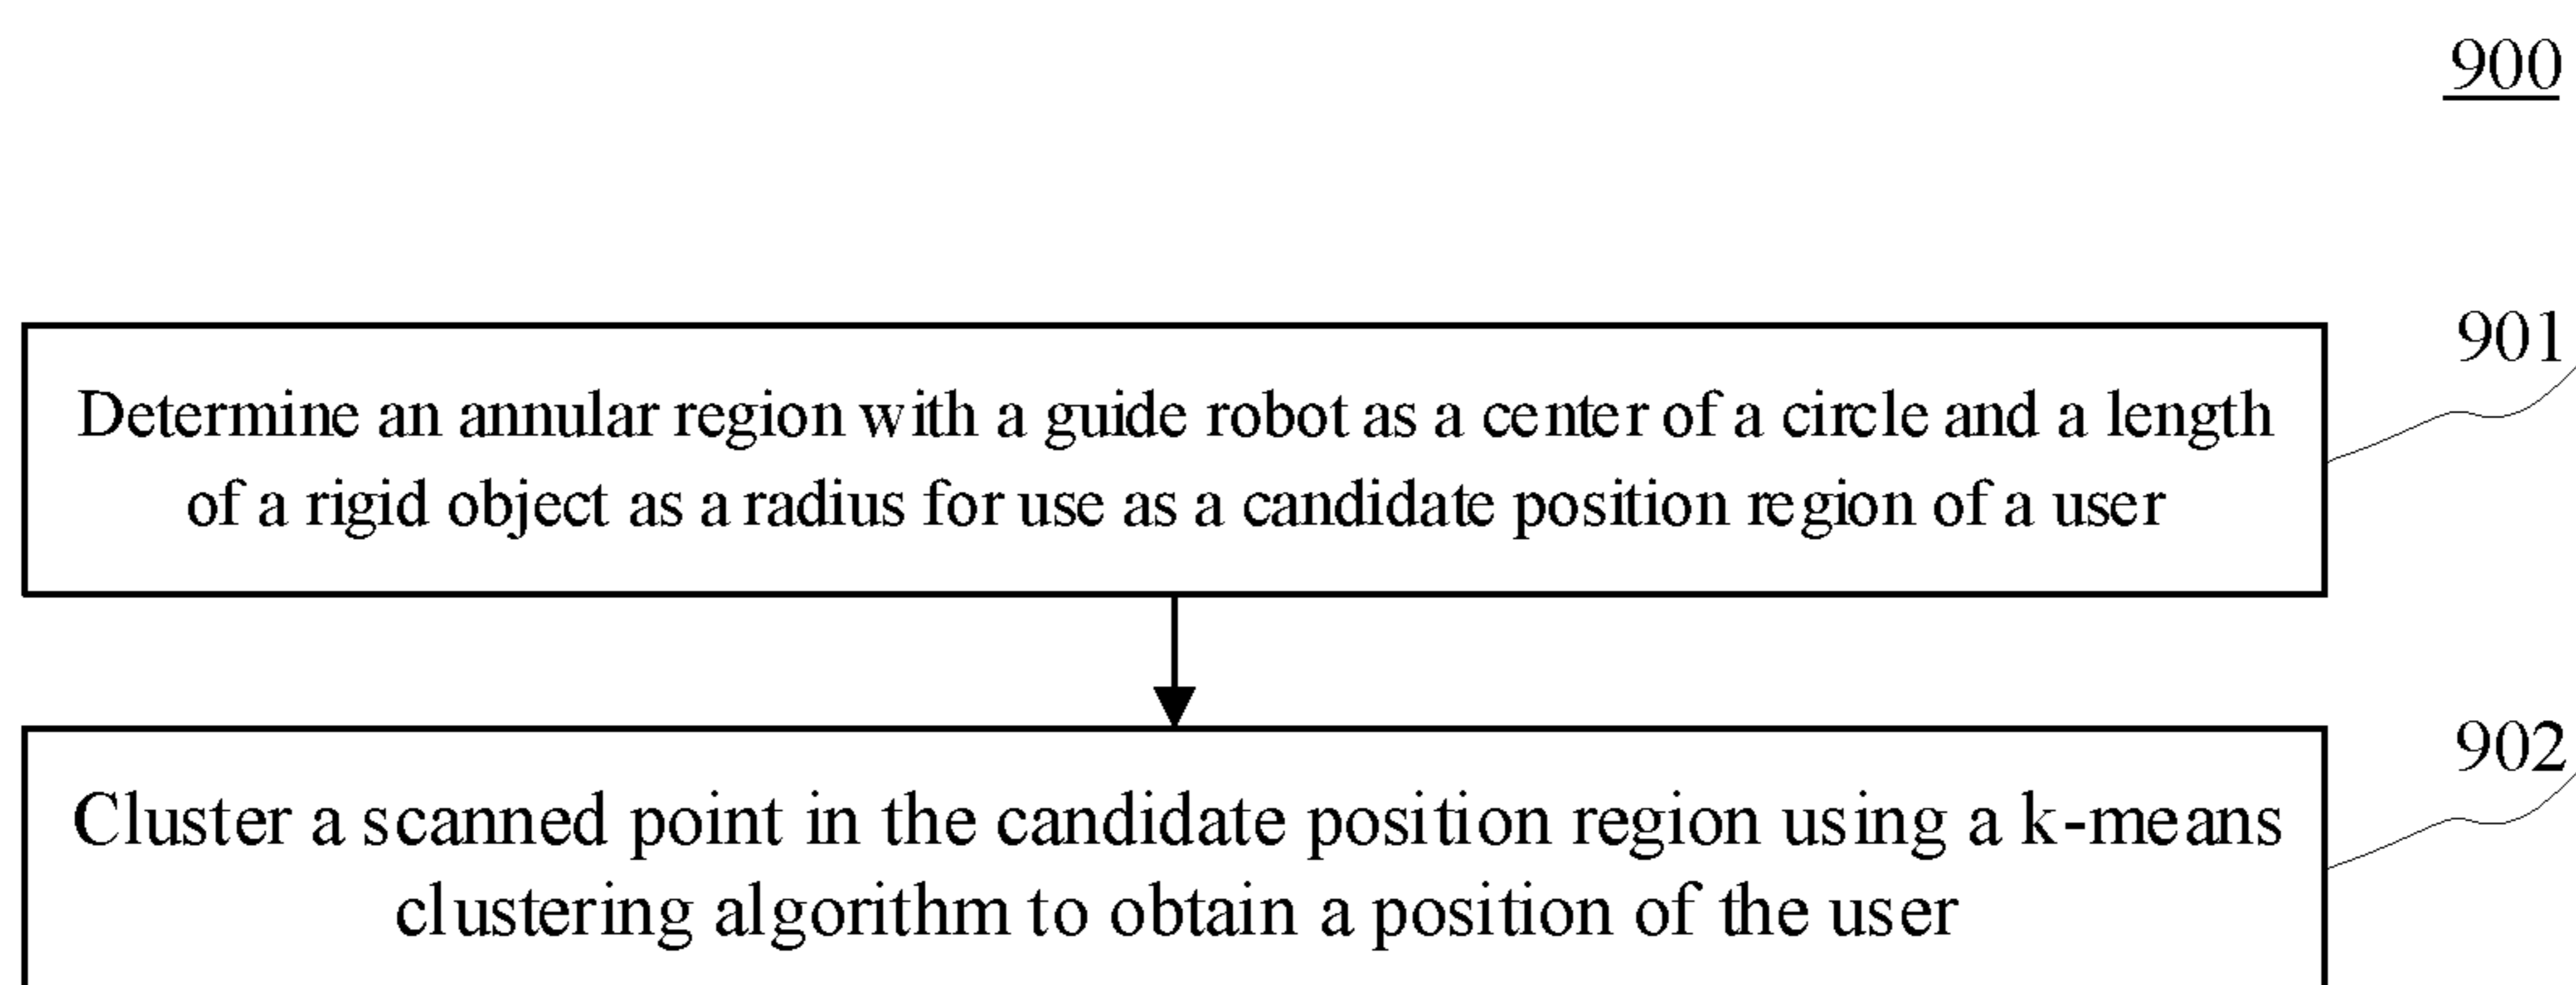 900
901
Determine an annular region with a guide robot as a center of a circle and a length
of a rigid object as a radius for use as a candidate position region of a user
902
Cluster a scanned point in the candidate position region using a k-means
clustering algorithm to obtain a position of the user